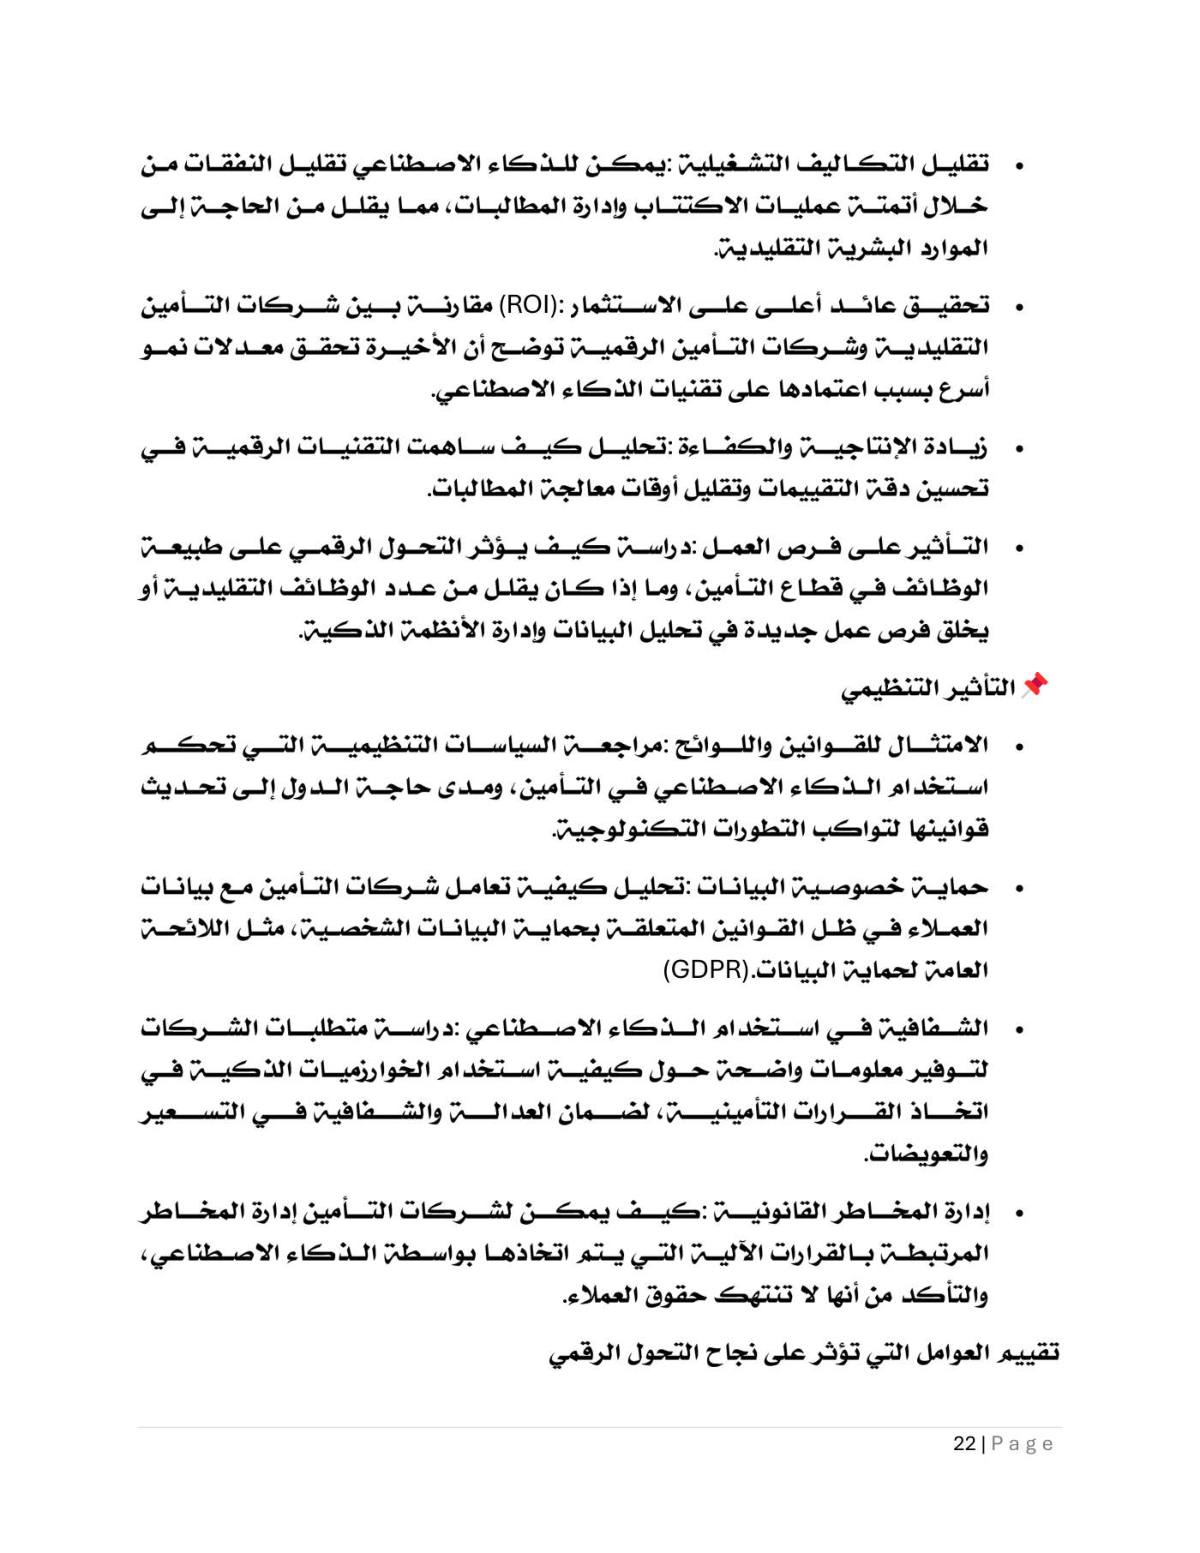 • تقليل التكاليف التشغيلية :يمكن للذكاء الاصطناعي تقليل النفقات من
خلال أتمتة عمليات الاكتتاب وإدارة المطالبات، مما يقلل من الحاجة إلى
الموارد البشرية التقليدية.
• تحقيق عائد أعلى على الاستثمار :(ROI) مقارنة بين شركات التأمين
التقليدية وشركات التأمين الرقمية توضح أن الأخيرة تحقق معدلات نمو
أسرع بسبب اعتمادها على تقنيات الذكاء الاصطناعي.
• زيادة الإنتاجية والكفاءة :تحليل كيف ساهمت التقنيات الرقمية في
تحسين دقة التقييمات وتقليل أوقات معالجة المطالبات.
• التأثير على فرص العمل :دراسة كيف يؤثر التحول الرقمي على طبيعة
الوظائف في قطاع التأمين، وما إذا كان يقلل من عدد الوظائف التقليدية أو
يخلق فرص عمل جديدة في تحليل البيانات وإدارة الأنظمة الذكية.
📌 التأثير التنظيمي
• الامتثال للقوانين واللوائح :مراجعة السياسات التنظيمية التي تحكم
استخدام الذكاء الاصطناعي في التأمين، ومدى حاجة الدول إلى تحديث
قوانينها لتواكب التطورات التكنولوجية.
• حماية خصوصية البيانات :تحليل كيفية تعامل شركات التأمين مع بيانات
العملاء في ظل القوانين المتعلقة بحماية البيانات الشخصية، مثل اللائحة
العامة لحماية البيانات.(GDPR)
• الشفافية في استخدام الذكاء الاصطناعي :دراسة متطلبات الشركات
لتوفير معلومات واضحة حول كيفية استخدام الخوارزميات الذكية في
اتخاذ القرارات التأمينية، لضمان العدالة والشفافية في التسعير
والتعويضات.
• إدارة المخاطر القانونية :كيف يمكن لشركات التأمين إدارة المخاطر
المرتبطة بالقرارات الآلية التي يتم اتخاذها بواسطة الذكاء الاصطناعي،
والتأكد من أنها لا تنتهك حقوق العملاء.
تقييم العوامل التي تؤثر على نجاح التحول الرقمي
22 | Page